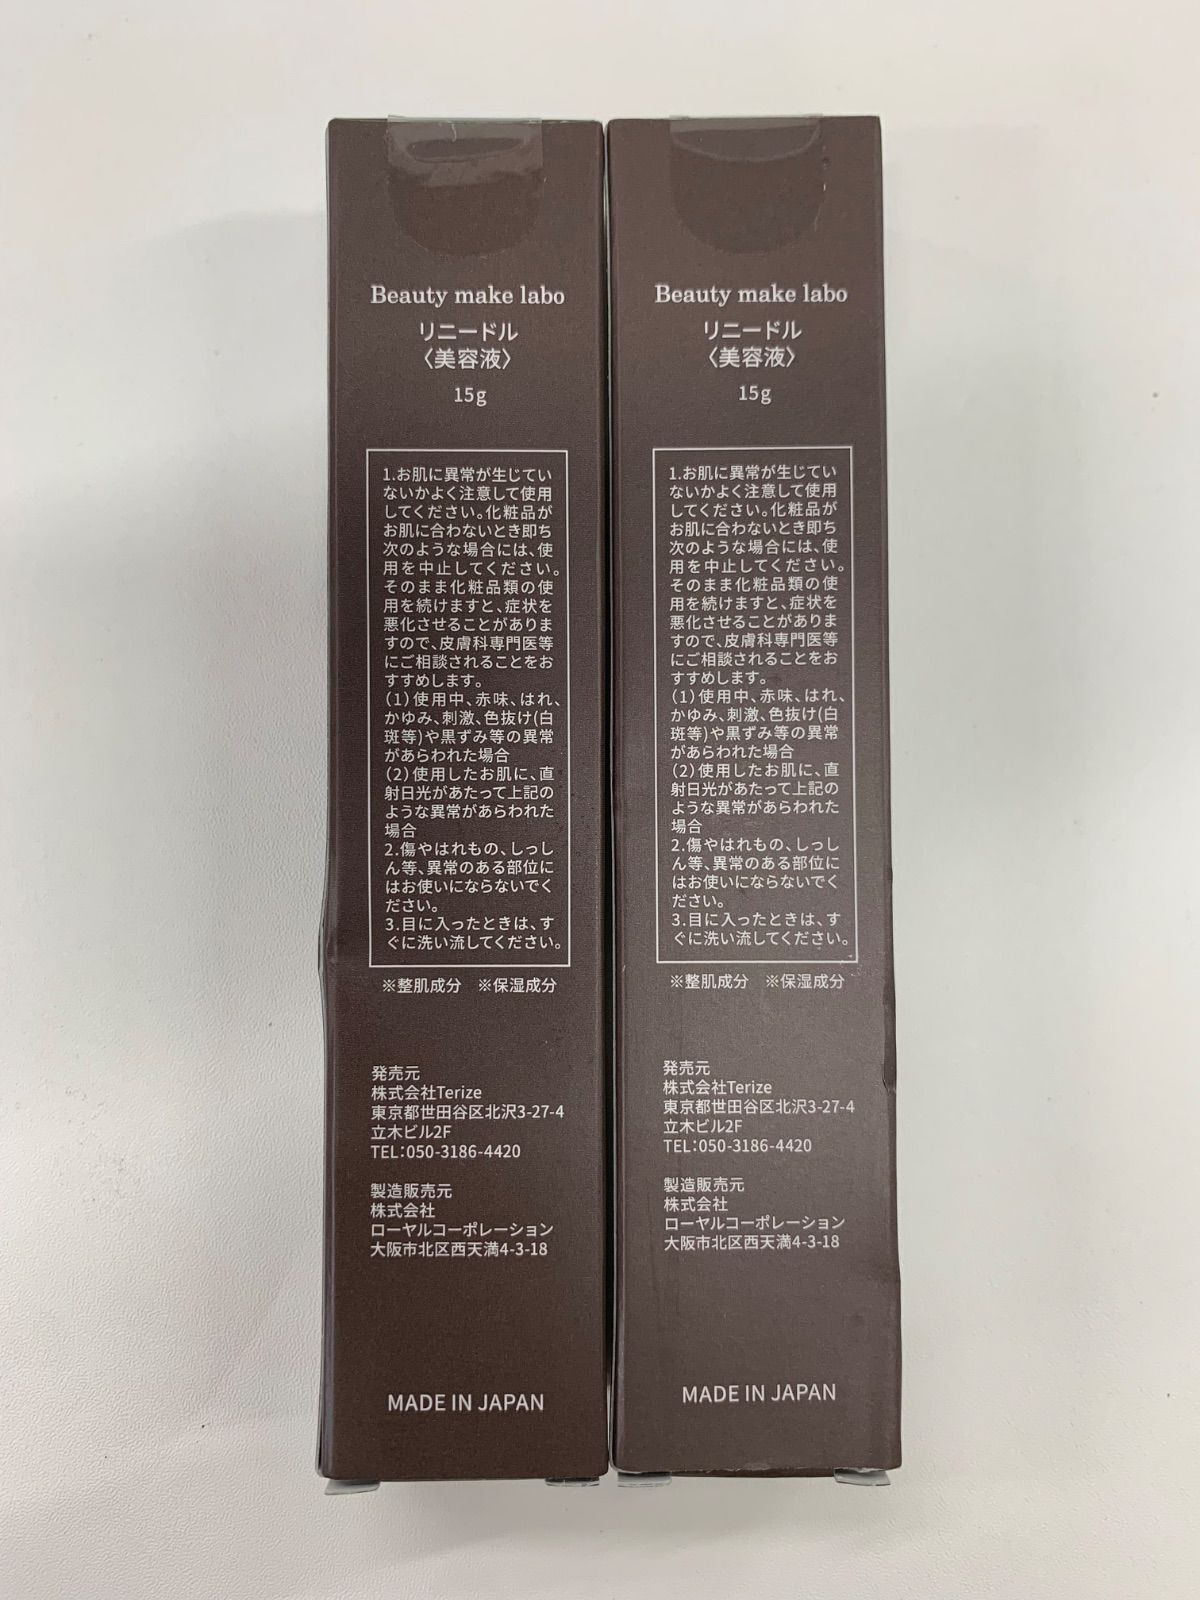 Beauty make labo
リニードル
〈美容液〉
15g
1.お肌に異常が生じてい
ないかよく注意して使用
してください。化粧品が
お肌に合わないとき即ち
次のような場合には、使
用を中止してください。
そのまま化粧品類の使
用を続けますと、症状を
悪化させることがありま
すので、皮膚科専門医等
にご相談されることをお
すすめします。
(1)使用中、赤味、はれ、
かゆみ、刺激、色抜け(白
斑等)や黒ずみ等の異常
があらわれた場合
(2)使用したお肌に、直
射日光があたって上記の
ような異常があらわれた
場合
2.傷やはれもの、しっし
ん等、異常のある部位に
はお使いにならないでく
ださい。
3.目に入ったときは、す
ぐに洗い流してください。
※整肌成分 ※保湿成分
発売元
株式会社Terize
東京都世田谷区北沢3-27-4
立木ビル2F
TEL:050-3186-4420
製造販売元
株式会社
ローヤルコーポレーション
大阪市北区西天満4-3-18
MADE IN JAPAN
Beauty make labo
リニードル
〈美容液〉
15g
1.お肌に異常が生じてい
ないかよく注意して使用
してください。化粧品が
お肌に合わないとき即ち
次のような場合には、使
用を中止してください。
そのまま化粧品類の使
用を続けますと、症状を
悪化させることがありま
すので、皮膚科専門医等
にご相談されることをお
すすめします。
(1)使用中、赤味、はれ、
かゆみ、刺激、色抜け(白
斑等)や黒ずみ等の異常
があらわれた場合
(2)使用したお肌に、直
射日光があたって上記の
ような異常があらわれた
場合
2.傷やはれもの、しっし
ん等、異常のある部位に
はお使いにならないでく
ださい。
3.目に入ったときは、す
ぐに洗い流してください。
※整肌成分 ※保湿成分
発売元
株式会社Terize
東京都世田谷区北沢3-27-4
立木ビル2F
TEL:050-3186-4420
製造販売元
株式会社
ローヤルコーポレーション
大阪市北区西天満4-3-18
MADE IN JAPAN